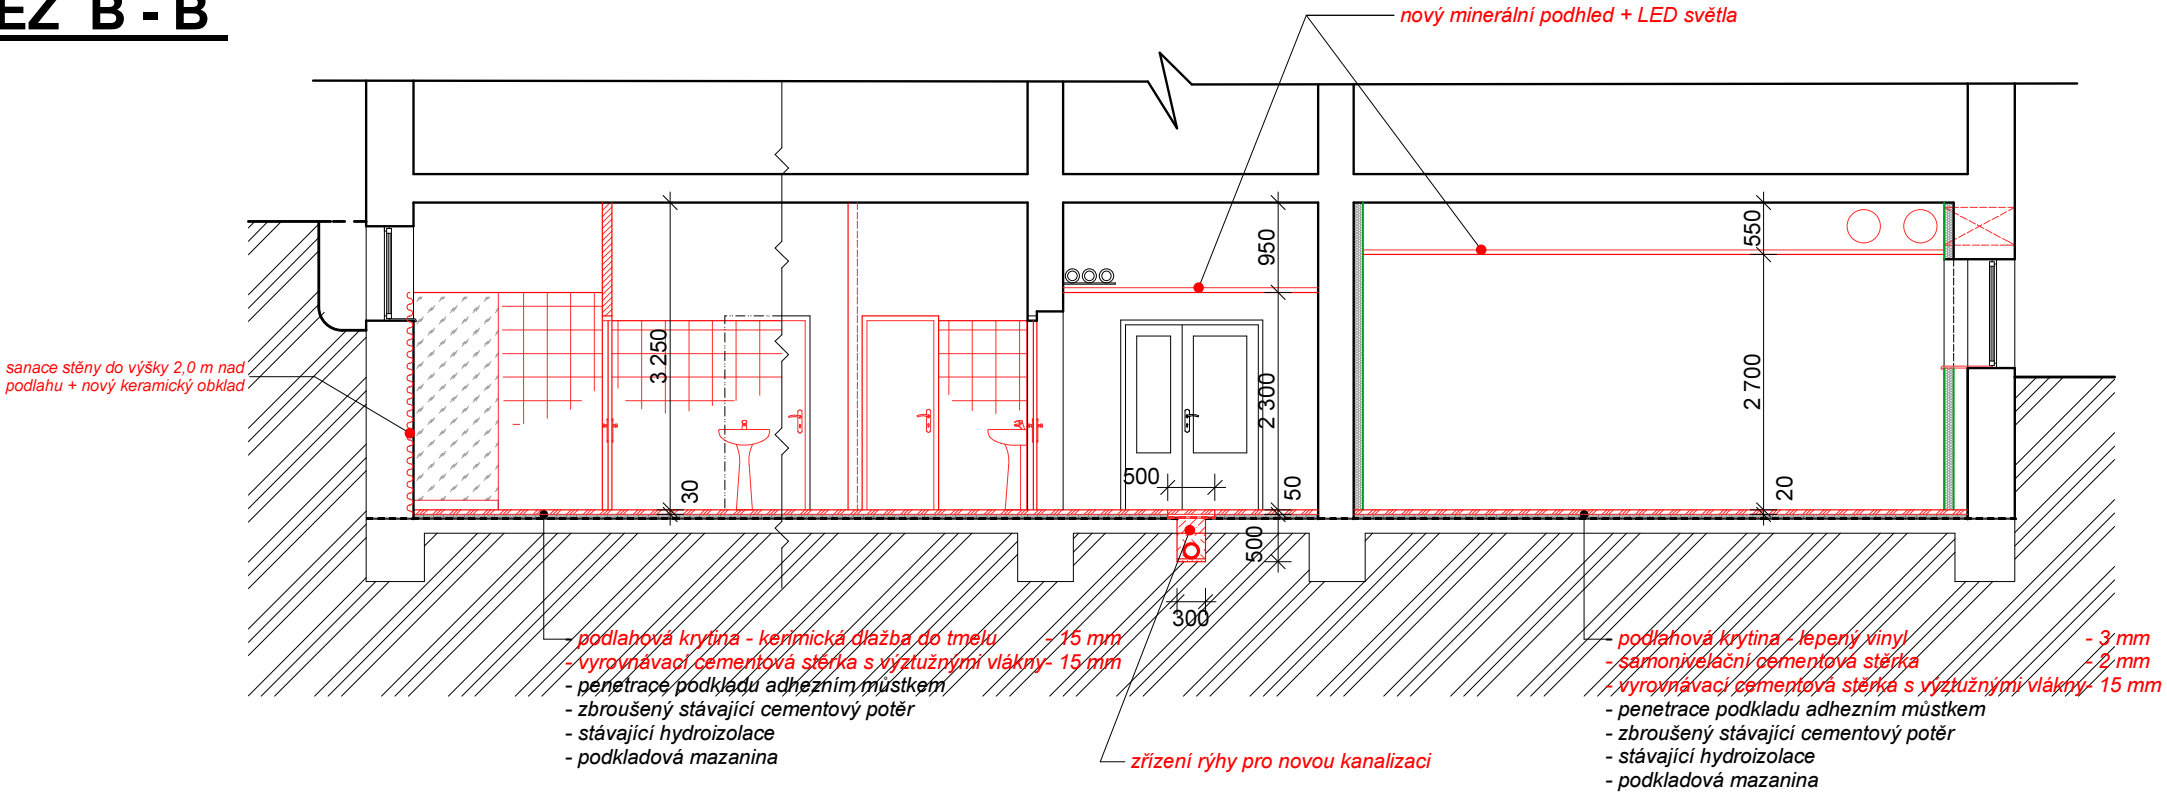 EZ B - B
nový minerální podhled + LED světla
sanace stěny do výšky 2,0 m nad
podlahu + nový keramický obklad
3 250
30
950
2 300
500
50
500
300
550
2 700
20
- podlahová krytina - kerimická dlažba do tmelu - 15 mm
- vyrovnávací cementová stěrka s výztužnými vlákny- 15 mm
- penetrace podkladu adhezním můstkem
- zbroušený stávající cementový potěr
- stávající hydroizolace
- podkladová mazanina
zřízení rýhy pro novou kanalizaci
- podlahová krytina - lepený vinyl - 3 mm
- samonivelační cementová stěrka - 2 mm
- vyrovnávací cementová stěrka s výztužnými vlákny- 15 mm
- penetrace podkladu adhezním můstkem
- zbroušený stávající cementový potěr
- stávající hydroizolace
- podkladová mazanina